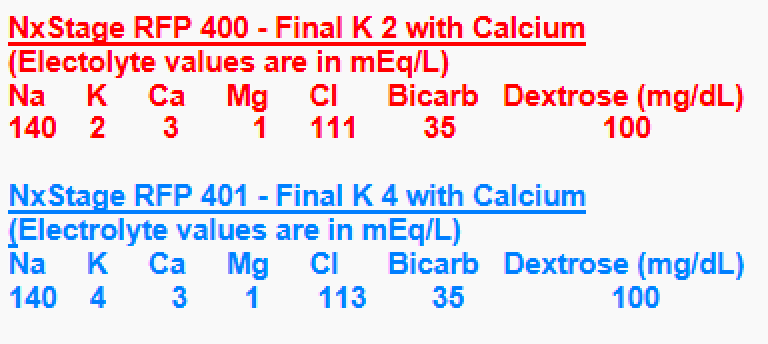 NxStage RFP 400 - Final K 2 with Calcium
(Electolyte values are in mEq/L)
Na K Ca Mg Cl Bicarb Dextrose (mg/dL)
140 2 3 1 111 35 100
NxStage RFP 401 - Final K 4 with Calcium
(Electrolyte values are in mEq/L)
Na K Ca Mg Cl Bicarb Dextrose (mg/dL)
140 4 3 1 113 35 100